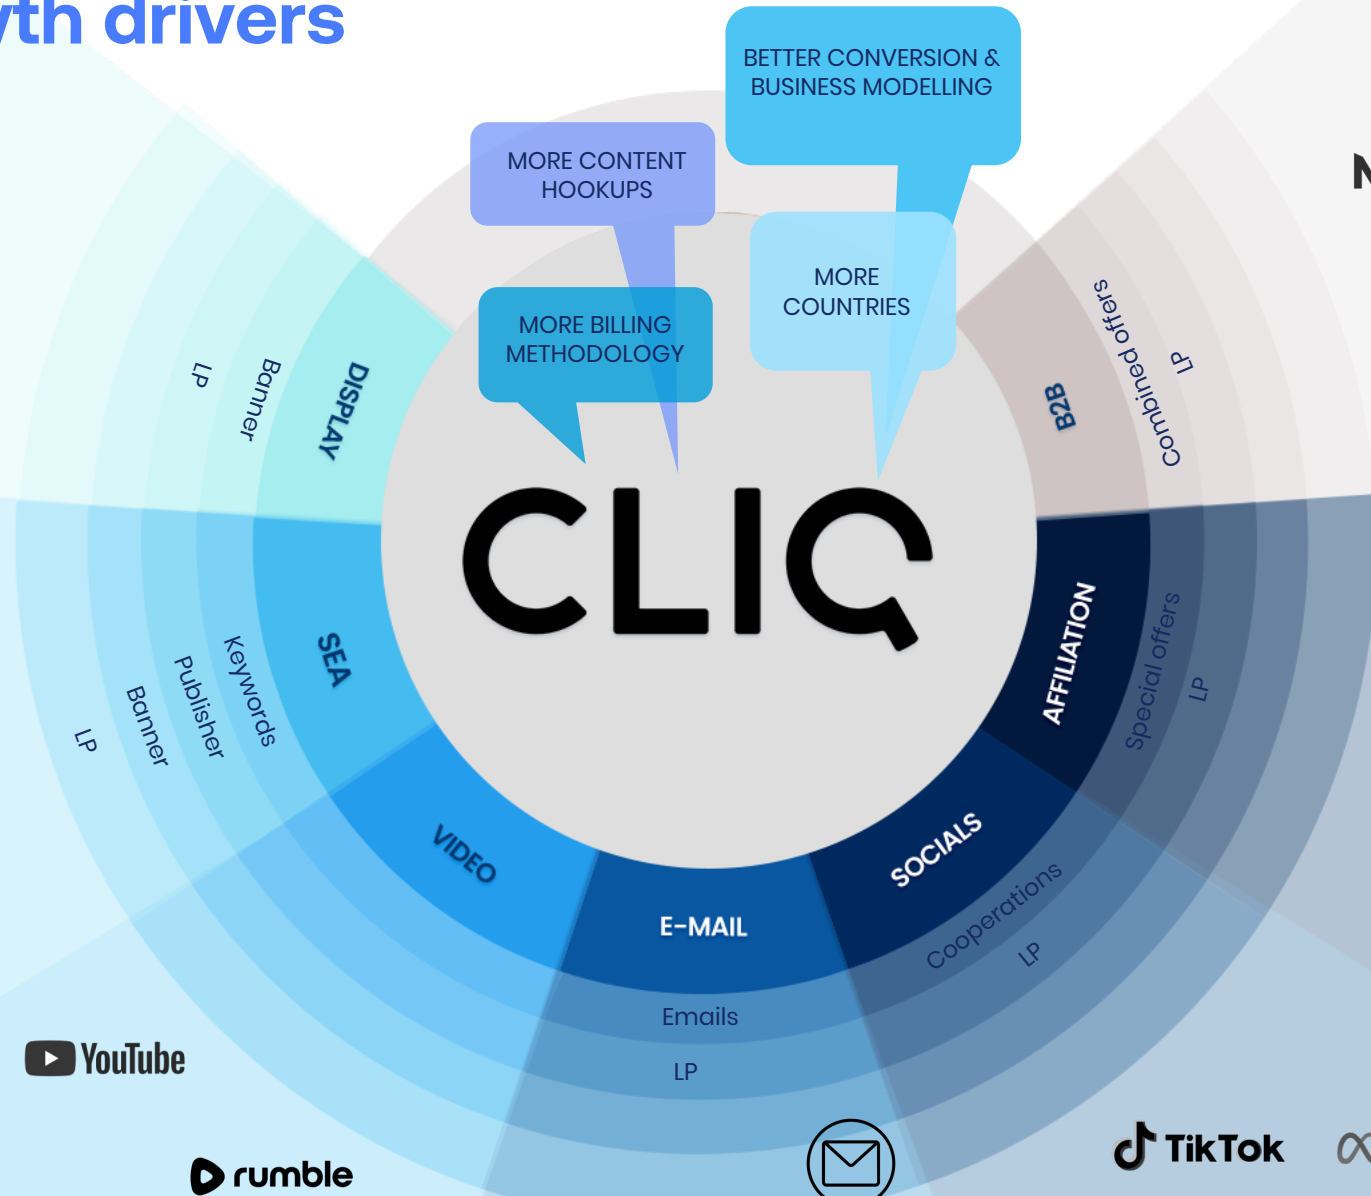 wth drivers
BETTER CONVERSION &
BUSINESS MODELLING
MORE CONTENT
HOOKUPS
MORE
COUNTRIES
MORE BILLING
METHODOLOGY
CLIQ
DISPLAY
Banner
LP
SEA
Keywords
Publisher
Banner
LP
VIDEO
E-MAIL
Emails
LP
SOCIALS
Cooperations
LP
AFFILIATION
Special offers
LP
B2B
Combined offers
LP
YouTube
rumble
TikTok